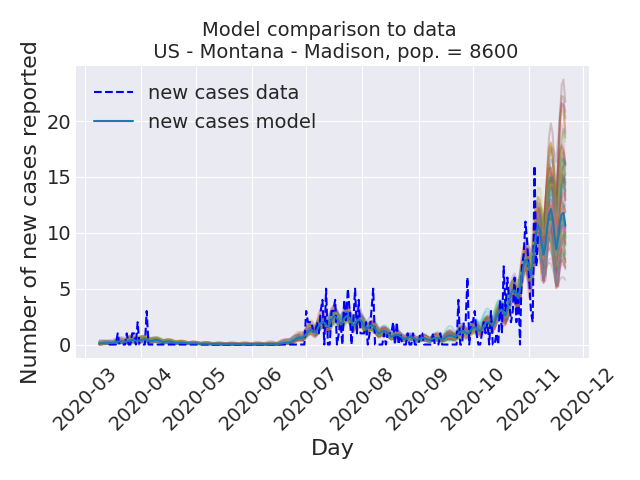 Model comparison to data
US - Montana - Madison, pop. = 8600
Number of new cases reported
new cases data
new cases model
20
15
10
5
0
2020-03
2020-04
2020-05
2020-06
2020-07
2020-08
2020-09
2020-10
2020-11
2020-12
Day